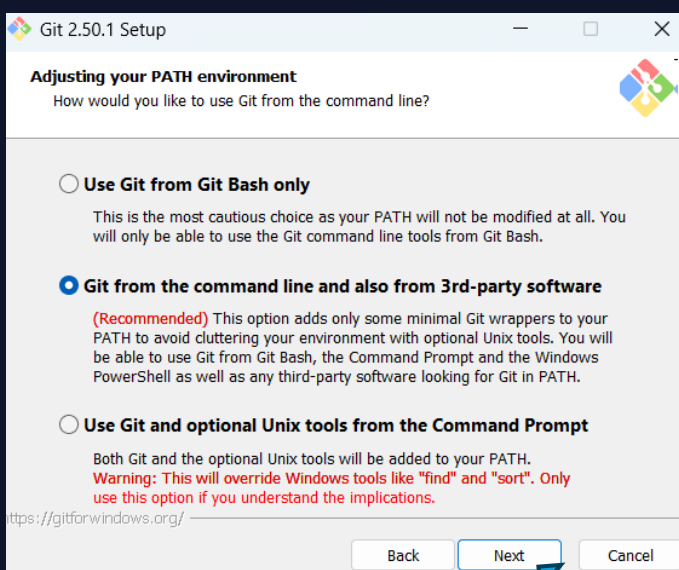 Git 2.50.1 Setup
Adjusting your PATH environment
How would you like to use Git from the command line?
Use Git from Git Bash only
This is the most cautious choice as your PATH will not be modified at all. You
will only be able to use the Git command line tools from Git Bash.
Git from the command line and also from 3rd-party software
(Recommended) This option adds only some minimal Git wrappers to your
PATH to avoid cluttering your environment with optional Unix tools. You will
be able to use Git from Git Bash, the Command Prompt and the Windows
PowerShell as well as any third-party software looking for Git in PATH.
Use Git and optional Unix tools from the Command Prompt
Both Git and the optional Unix tools will be added to your PATH.
Warning: This will override Windows tools like "find" and "sort". Only
use this option if you understand the implications.
ttps://gitforwindows.org/
Back
Next
Cancel